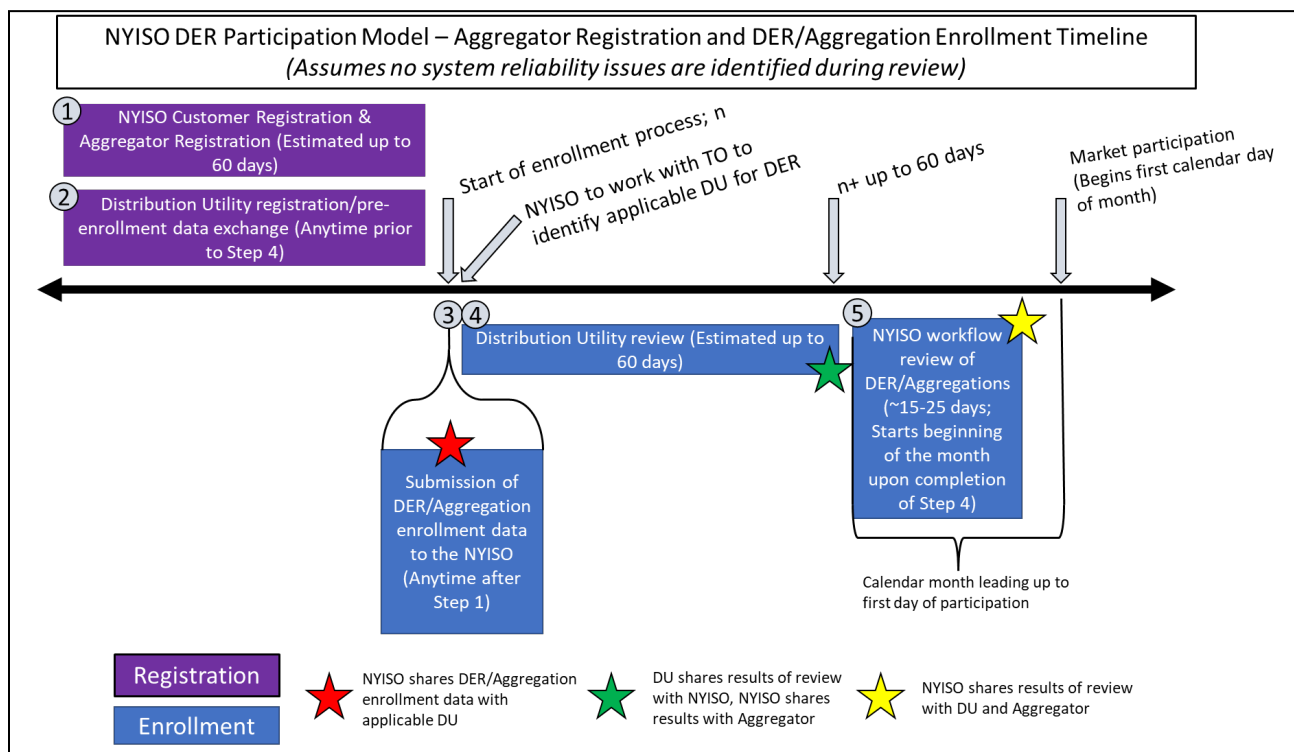 NYISO DER Participation Model – Aggregator Registration and DER/Aggregation Enrollment Timeline
(Assumes no system reliability issues are identified during review)
1
NYISO Customer Registration &
Aggregator Registration (Estimated up to
60 days)
2
Distribution Utility registration/pre-
enrollment data exchange (Anytime prior
to Step 4)
Start of enrollment process; n
NYISO to work with TO to
identify applicable DU for DER
n+ up to 60 days
Market participation
(Begins first calendar day
of month)
3
4
Distribution Utility review (Estimated up to
60 days)
5
NYISO workflow
review of
DER/Aggregations
(~15-25 days;
Starts beginning
of the month
upon completion
of Step 4)
Submission of
DER/Aggregation
enrollment data
to the NYISO
(Anytime after
Step 1)
Calendar month leading up to
first day of participation
Registration
Enrollment
NYISO shares DER/Aggregation
enrollment data with
applicable DU
DU shares results of review
with NYISO, NYISO shares
results with Aggregator
NYISO shares results of review
with DU and Aggregator